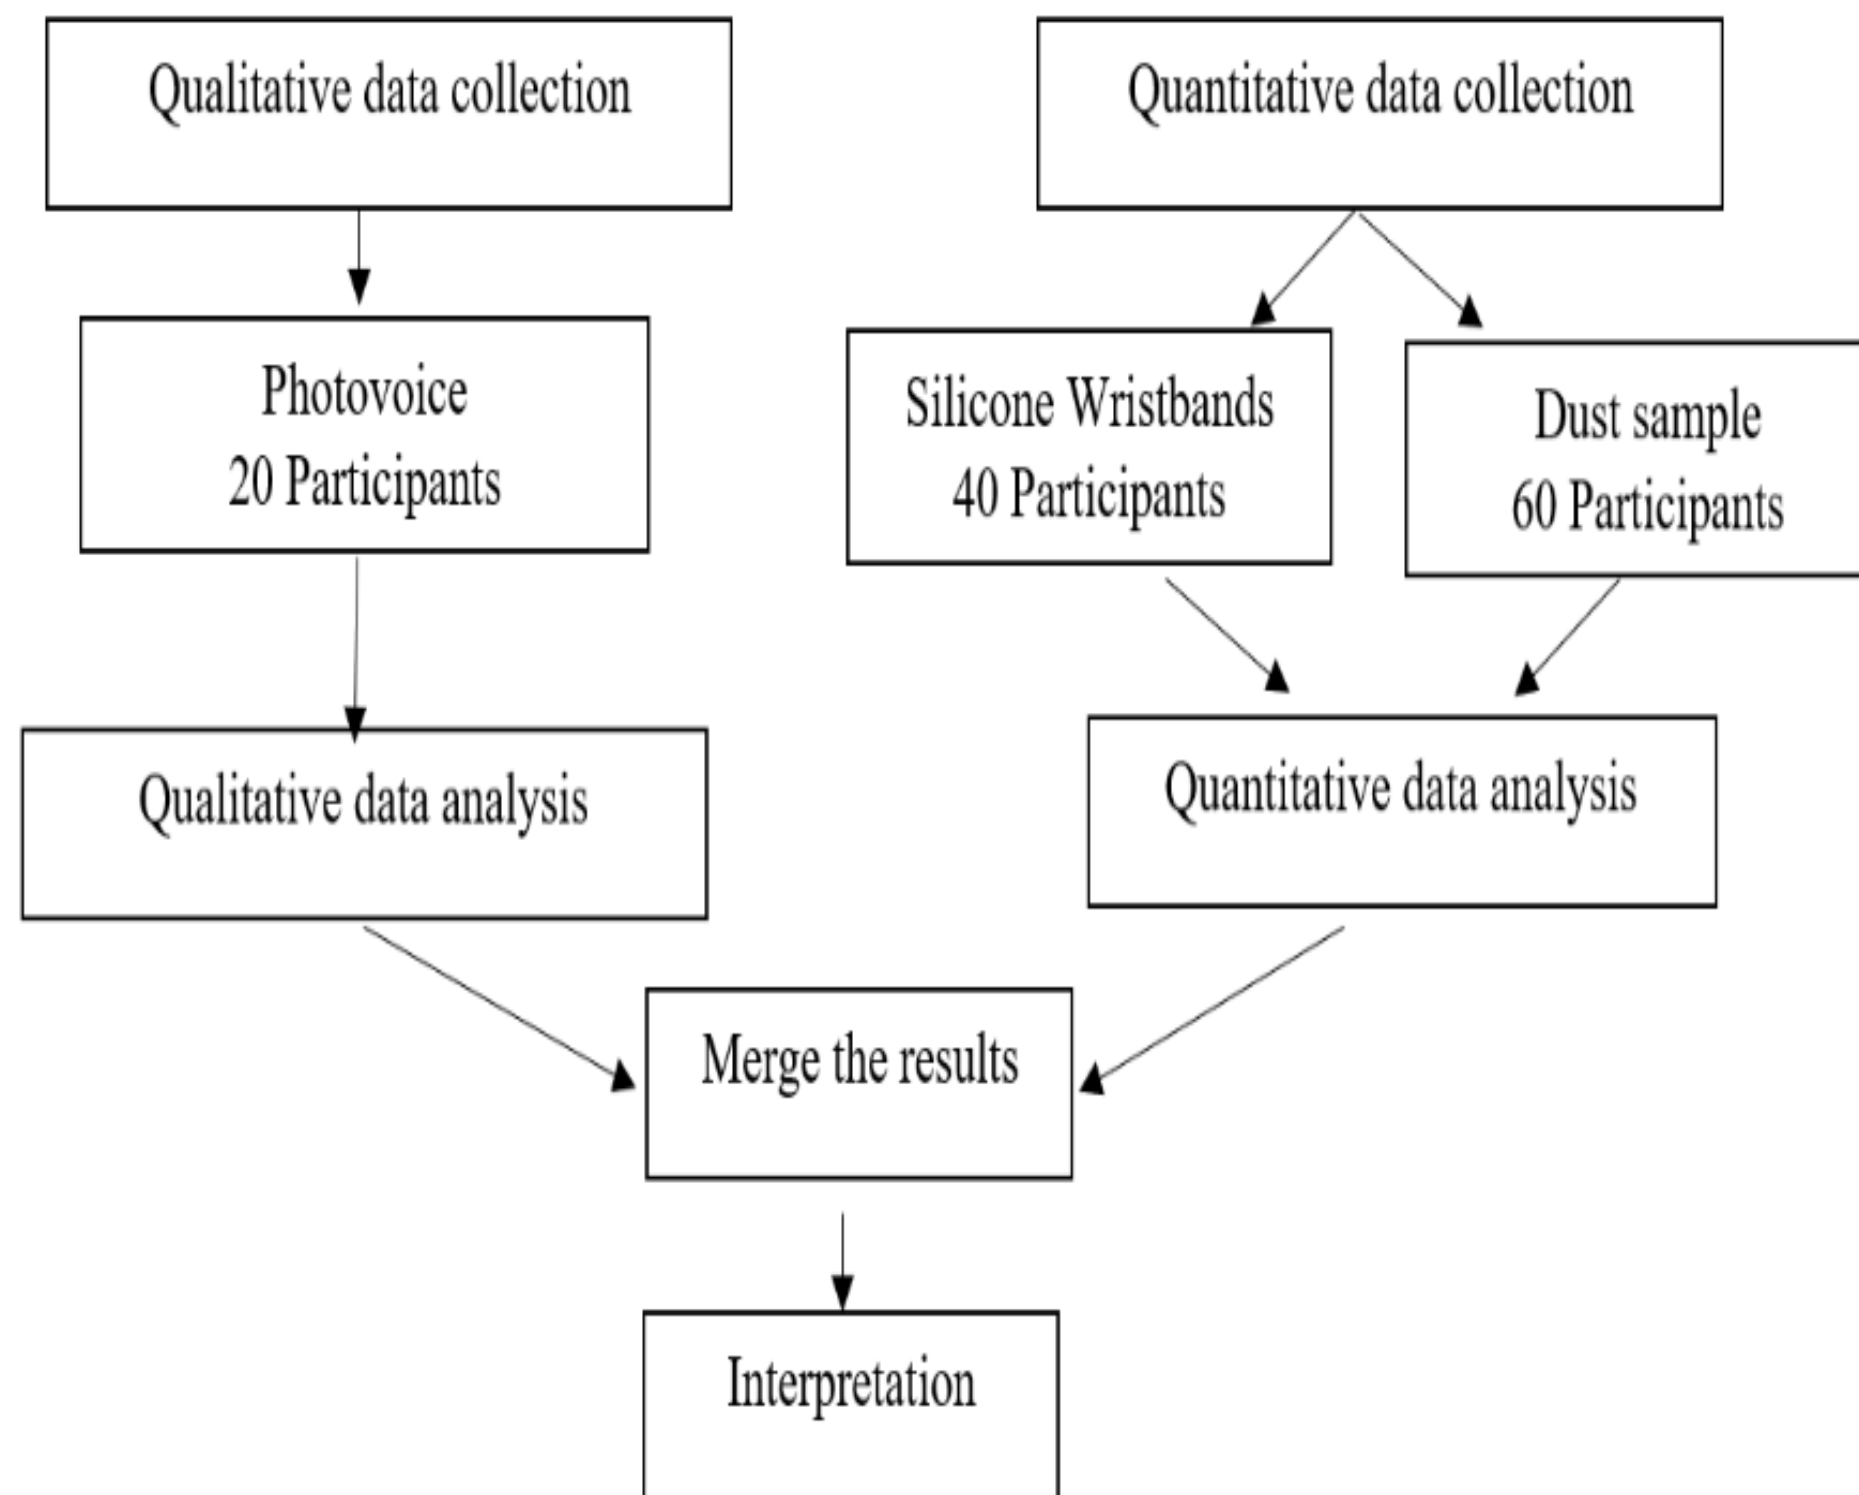 Qualitative data collection
Quantitative data collection
Photovoice
20 Participants
Silicone Wristbands
40 Participants
Dust sample
60 Participants
Qualitative data analysis
Quantitative data analysis
Merge the results
Interpretation